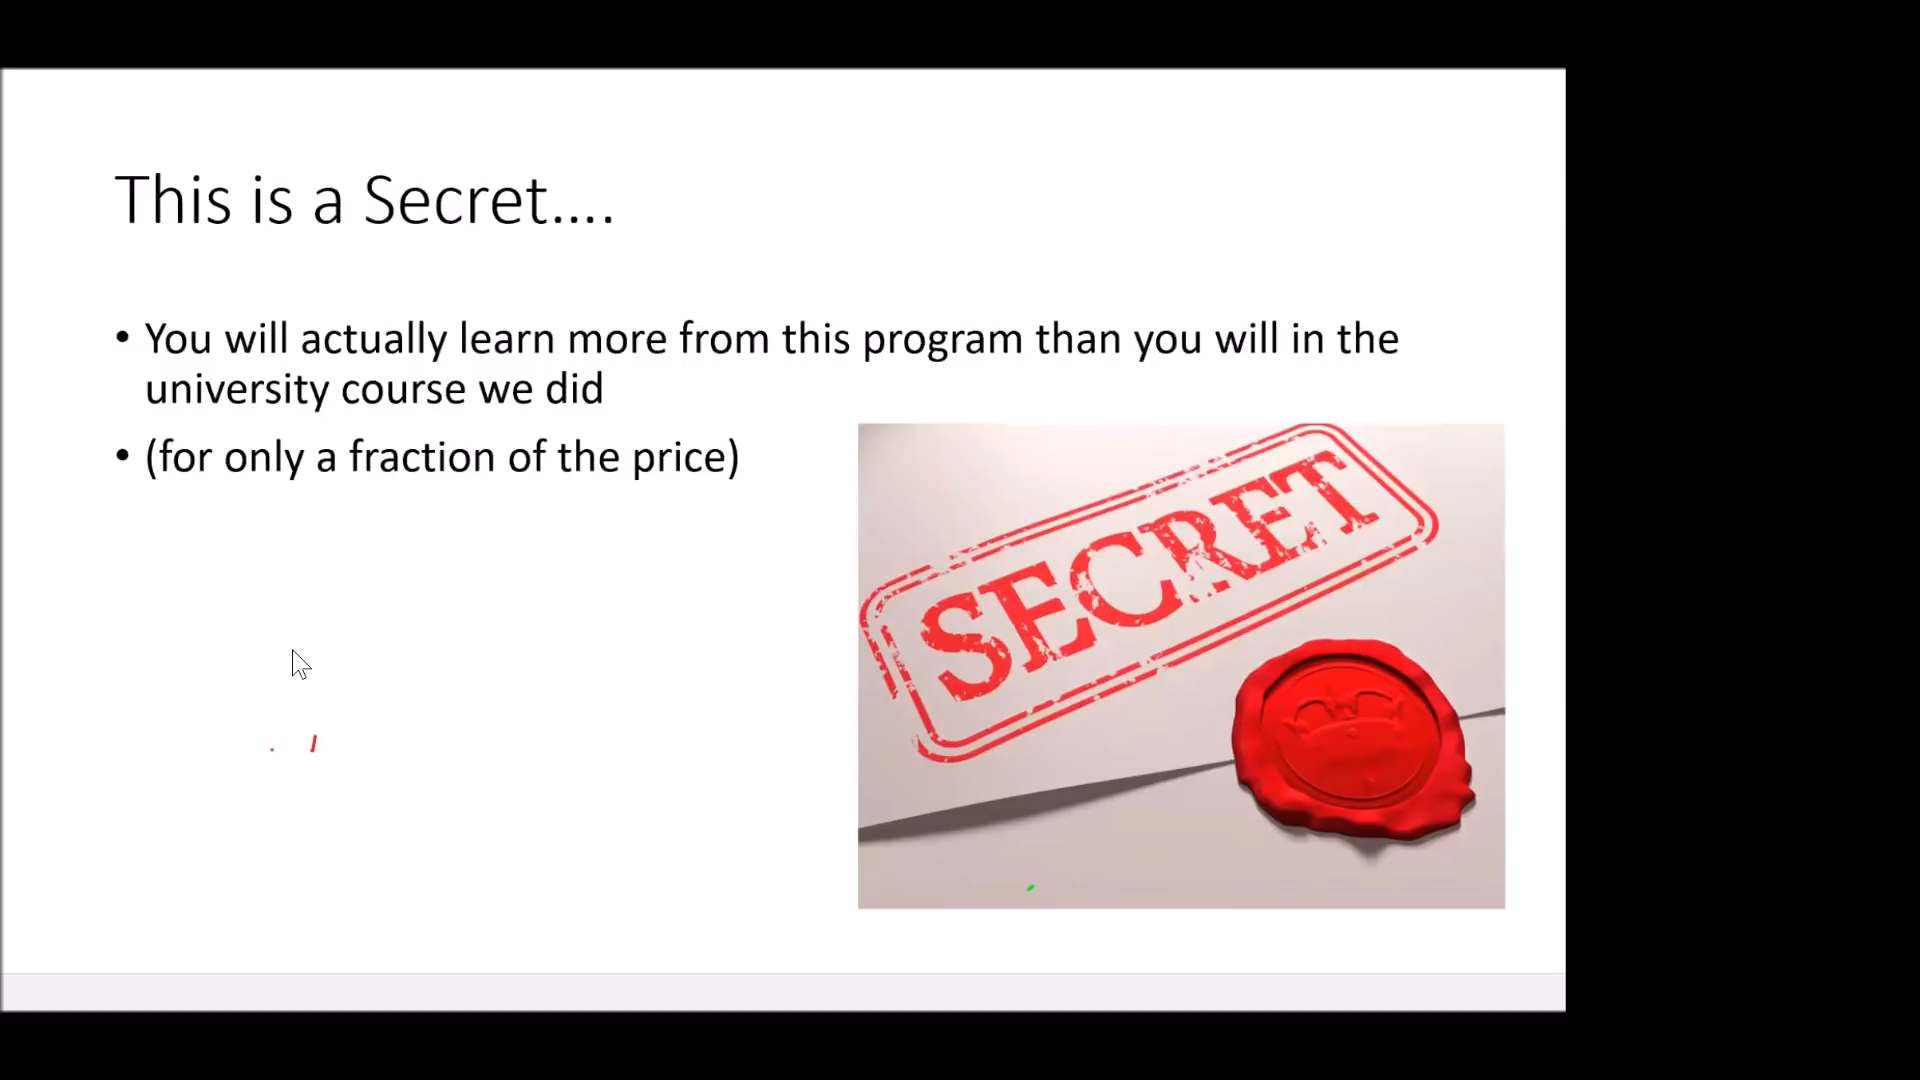 This is a Secret....
• You will actually learn more from this program than you will in the
university course we did
• (for only a fraction of the price)
SECRET